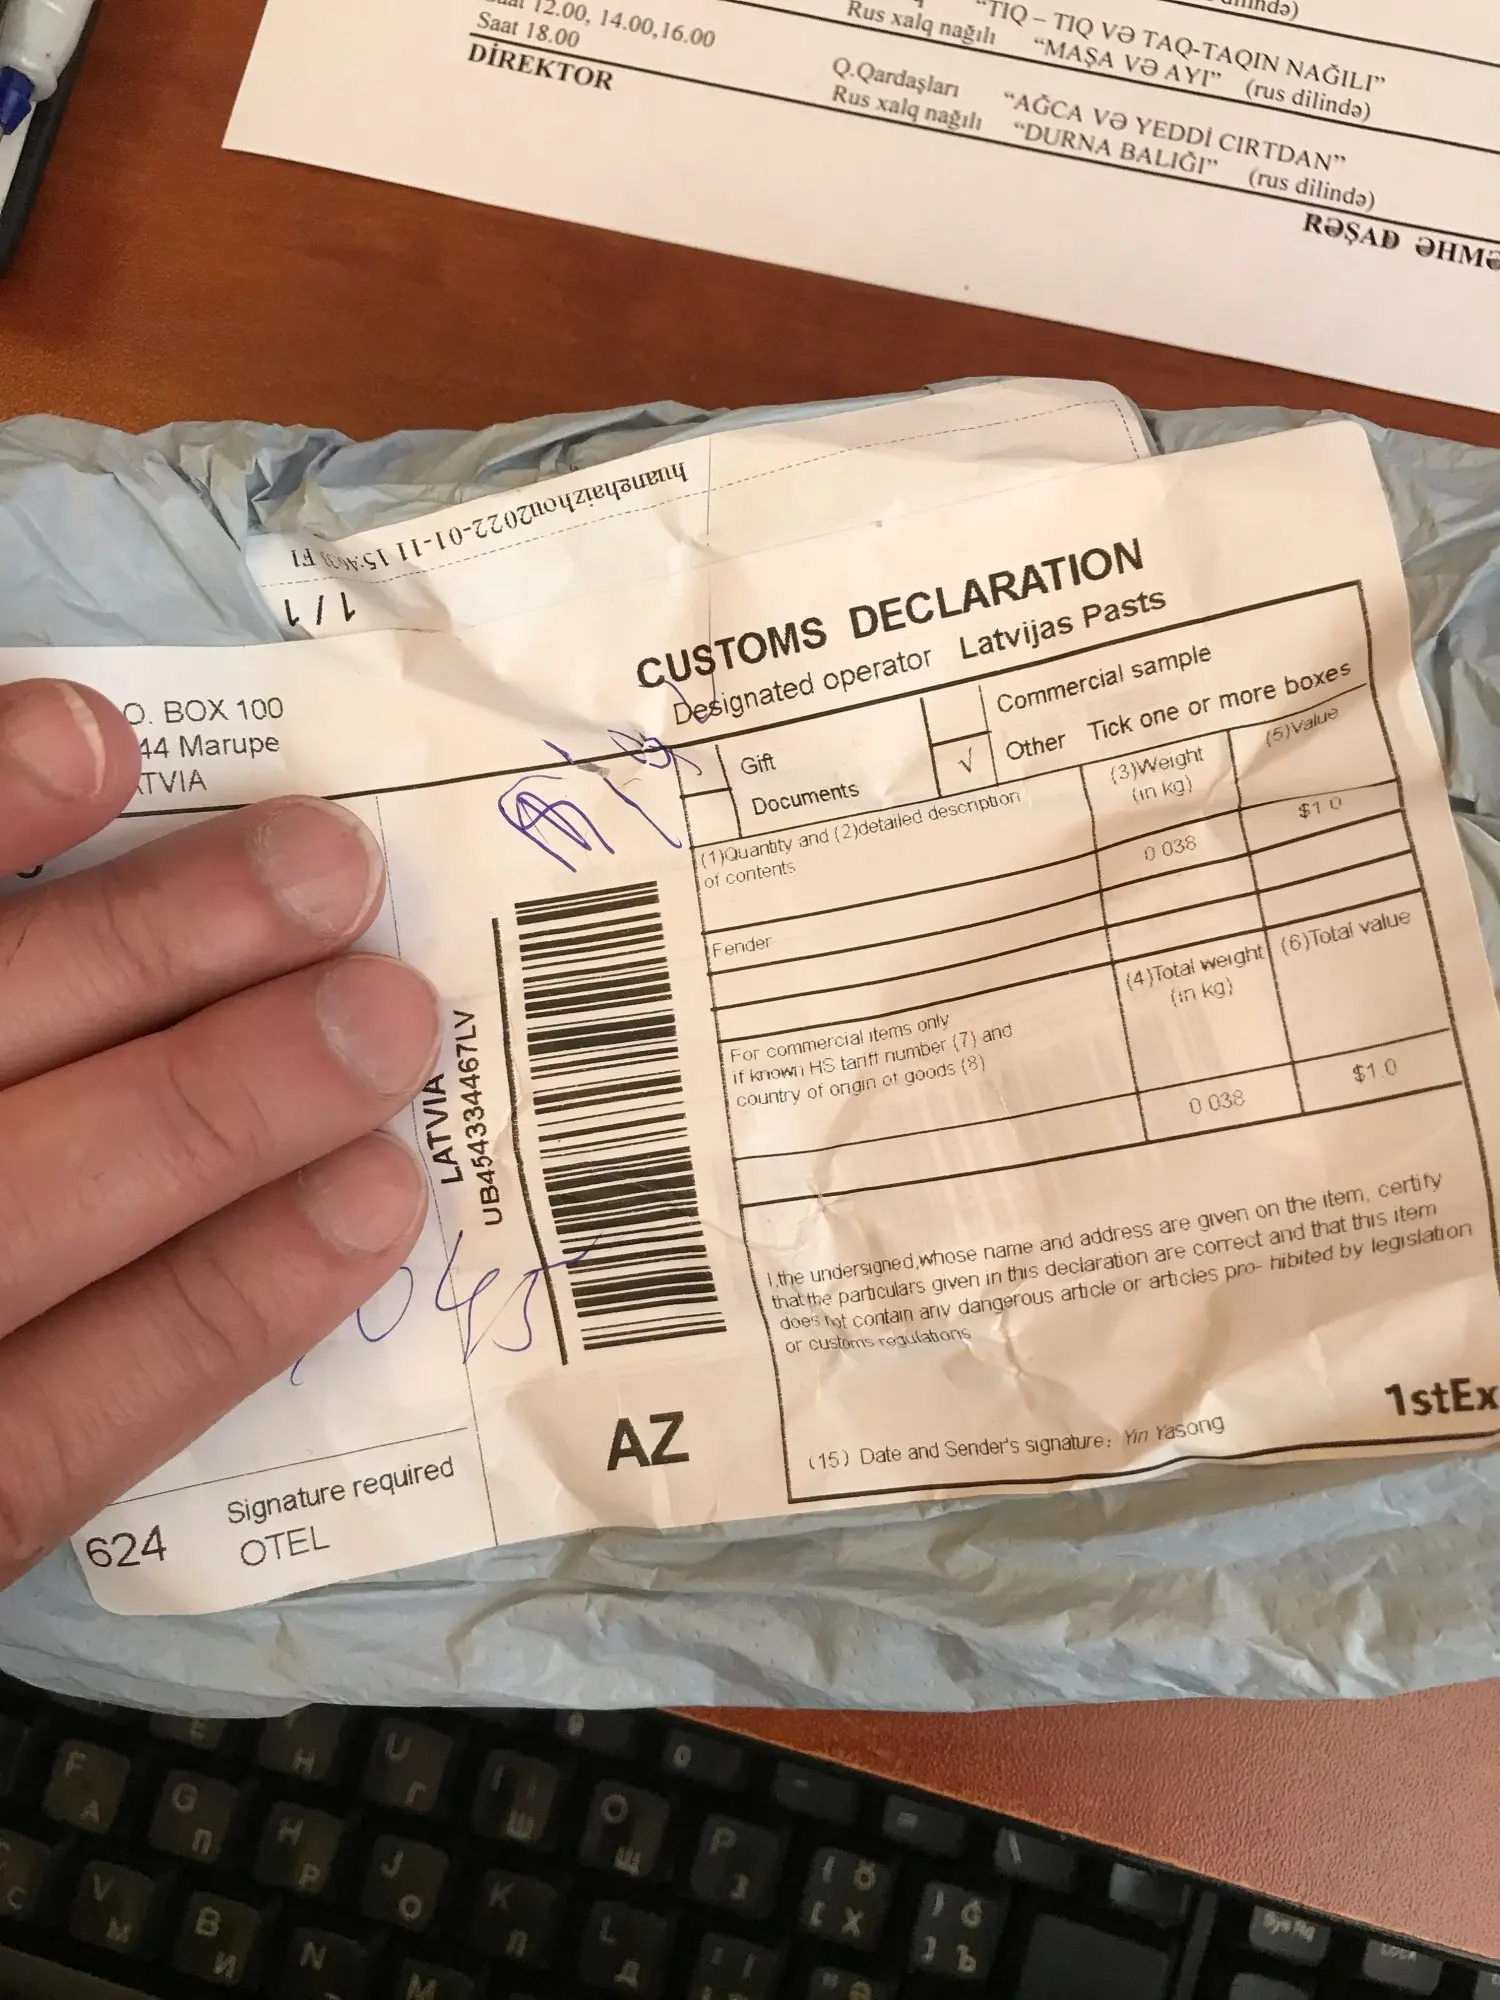 12.00, 14.00,16.00
Saat 18.00
DİREKTOR
"TIQ – TIQ VƏ TAQ-TAQIN NAĞILI"
Rus xalq nağılı "MAŞA VƏ AYI" (rus dilində)
Q.Qardaşları "AĞCA VƏ YEDDİ CIRTDAN"
Rus xalq nağılı "DURNA BALIĞI" (rus dilində)
RƏŞAD ƏHMƏ
huanghaizhou2022-01-11
1/1
O. BOX 100
44 Marupe
TVIA
CUSTOMS DECLARATION
Designated operator Latvijas Pasts
Gift
Commercial sample
Documents
√
Other Tick one or more boxes
(1)Quantity and (2)detailed description
of contents
(3)Weight
(in kg)
(5)Value
0 038
$1 0
Fender
(4)Total weight
(in kg)
(6)Total value
For commercial items only
if known HS tariff number (7) and
country of origin of goods (8)
0 038
$1.0
I,the undersigned,whose name and address are given on the item, certify
that the particulars given in this declaration are correct and that this item
does not contain any dangerous article or articles pro- hibited by legislation
or customs regulations
1stEx
(15) Date and Sender's signature: Yin Yasong
LATVIA
UB454334467LV
045
AZ
Signature required
624 OTEL
F А
G П
H Р
J О
K Л
L Д
U Г
Н
I Ш
O Щ
P З
V М
B И
N
M